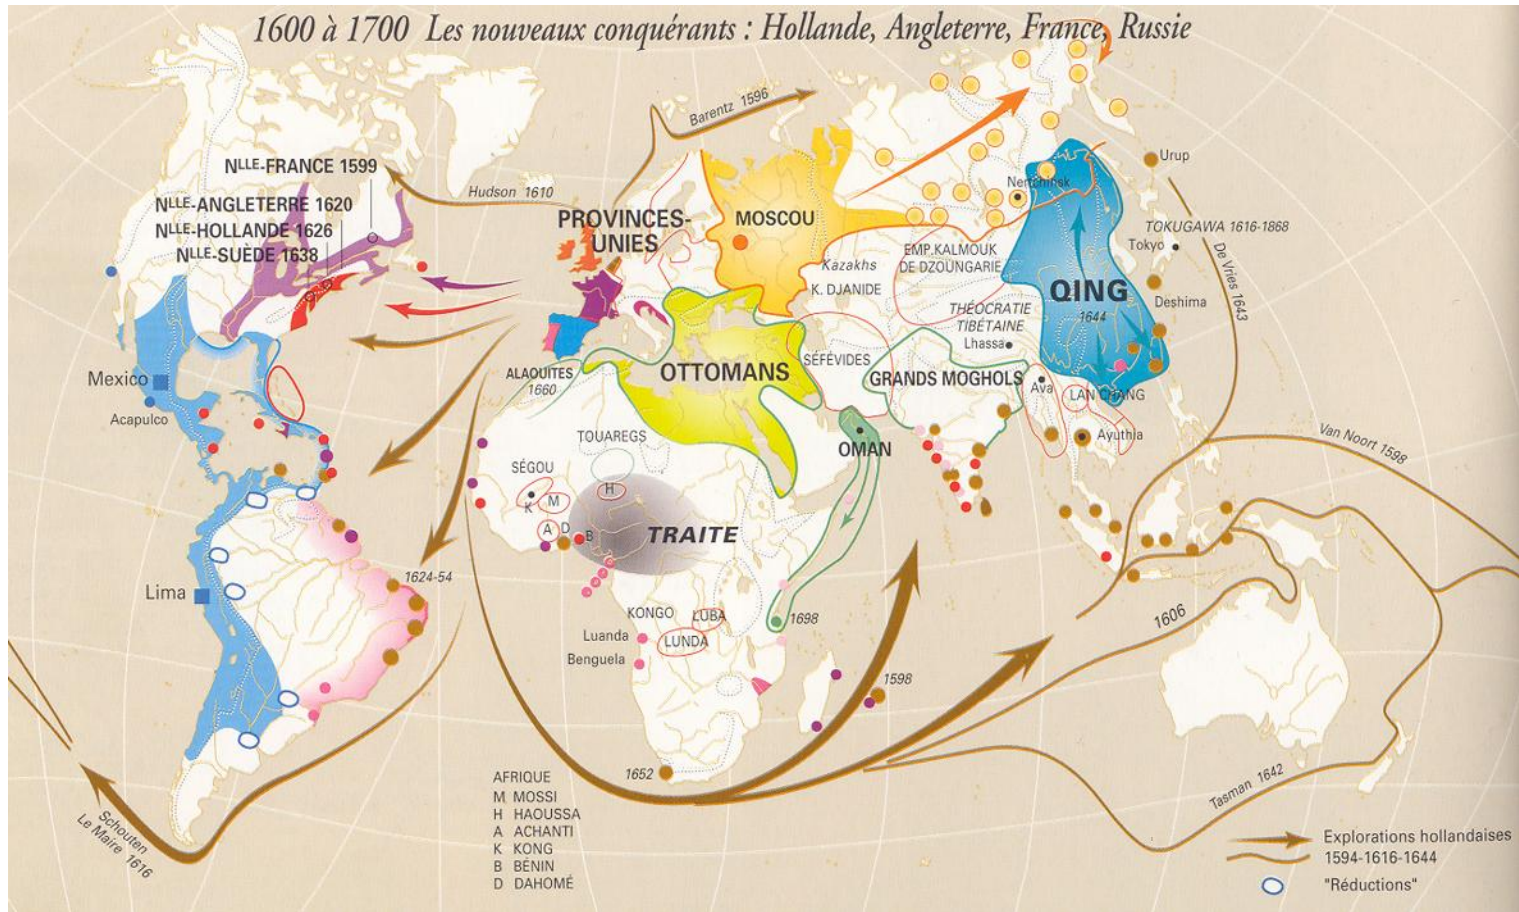 1600 à 1700 Les nouveaux conquérants : Hollande, Angleterre, France, Russie
Barentz 1596
Hudson 1610
NLLE-FRANCE 1599
NLLE-ANGLETERRE 1620
NLLE-HOLLANDE 1626
NLLE-SUÈDE 1638
PROVINCES-
UNIES
MOSCOU
Nertchinsk
Urup
TOKUGAWA 1616-1868
Tokyo
De Vries 1643
Deshima
EMP. KALMOUK
DE DZOUNGARIE
Kazakhs
K. DJANIDE
QING
1644
THÉOCRATIE
TIBÉTAINE
Lhassa
SÉFÉVIDES
OTTOMANS
ALAOUITES
1660
GRANDS MOGHOLS
Ava
LAN CHANG
Ayuthia
OMAN
Mexico
Acapulco
TOUAREGS
SÉGOU
K
M
H
A
D
B
TRAITE
Van Noort 1598
1624-54
Lima
KONGO
LUBA
LUNDA
Luanda
Benguela
1698
1606
1598
1652
Schouten
Le Maire 1616
Tasman 1642
AFRIQUE
M MOSSI
H HAOUSSA
A ACHANTI
K KONG
B BÉNIN
D DAHOMÉ
Explorations hollandaises
1594-1616-1644
"Réductions"